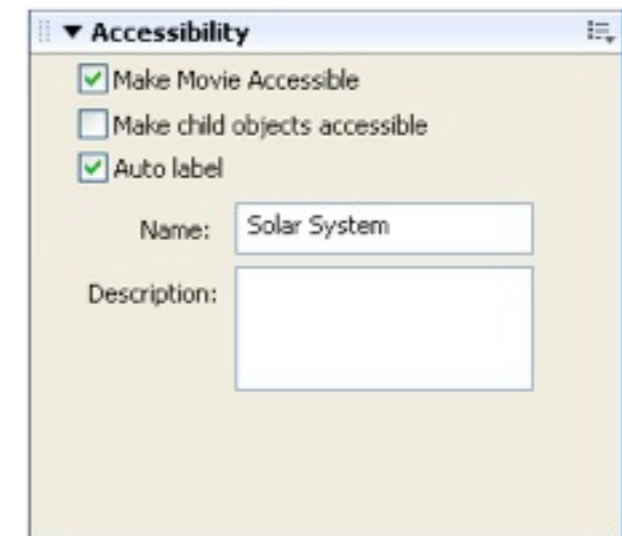 Accessibility
Make Movie Accessible
Make child objects accessible
Auto label
Name: Solar System
Description: